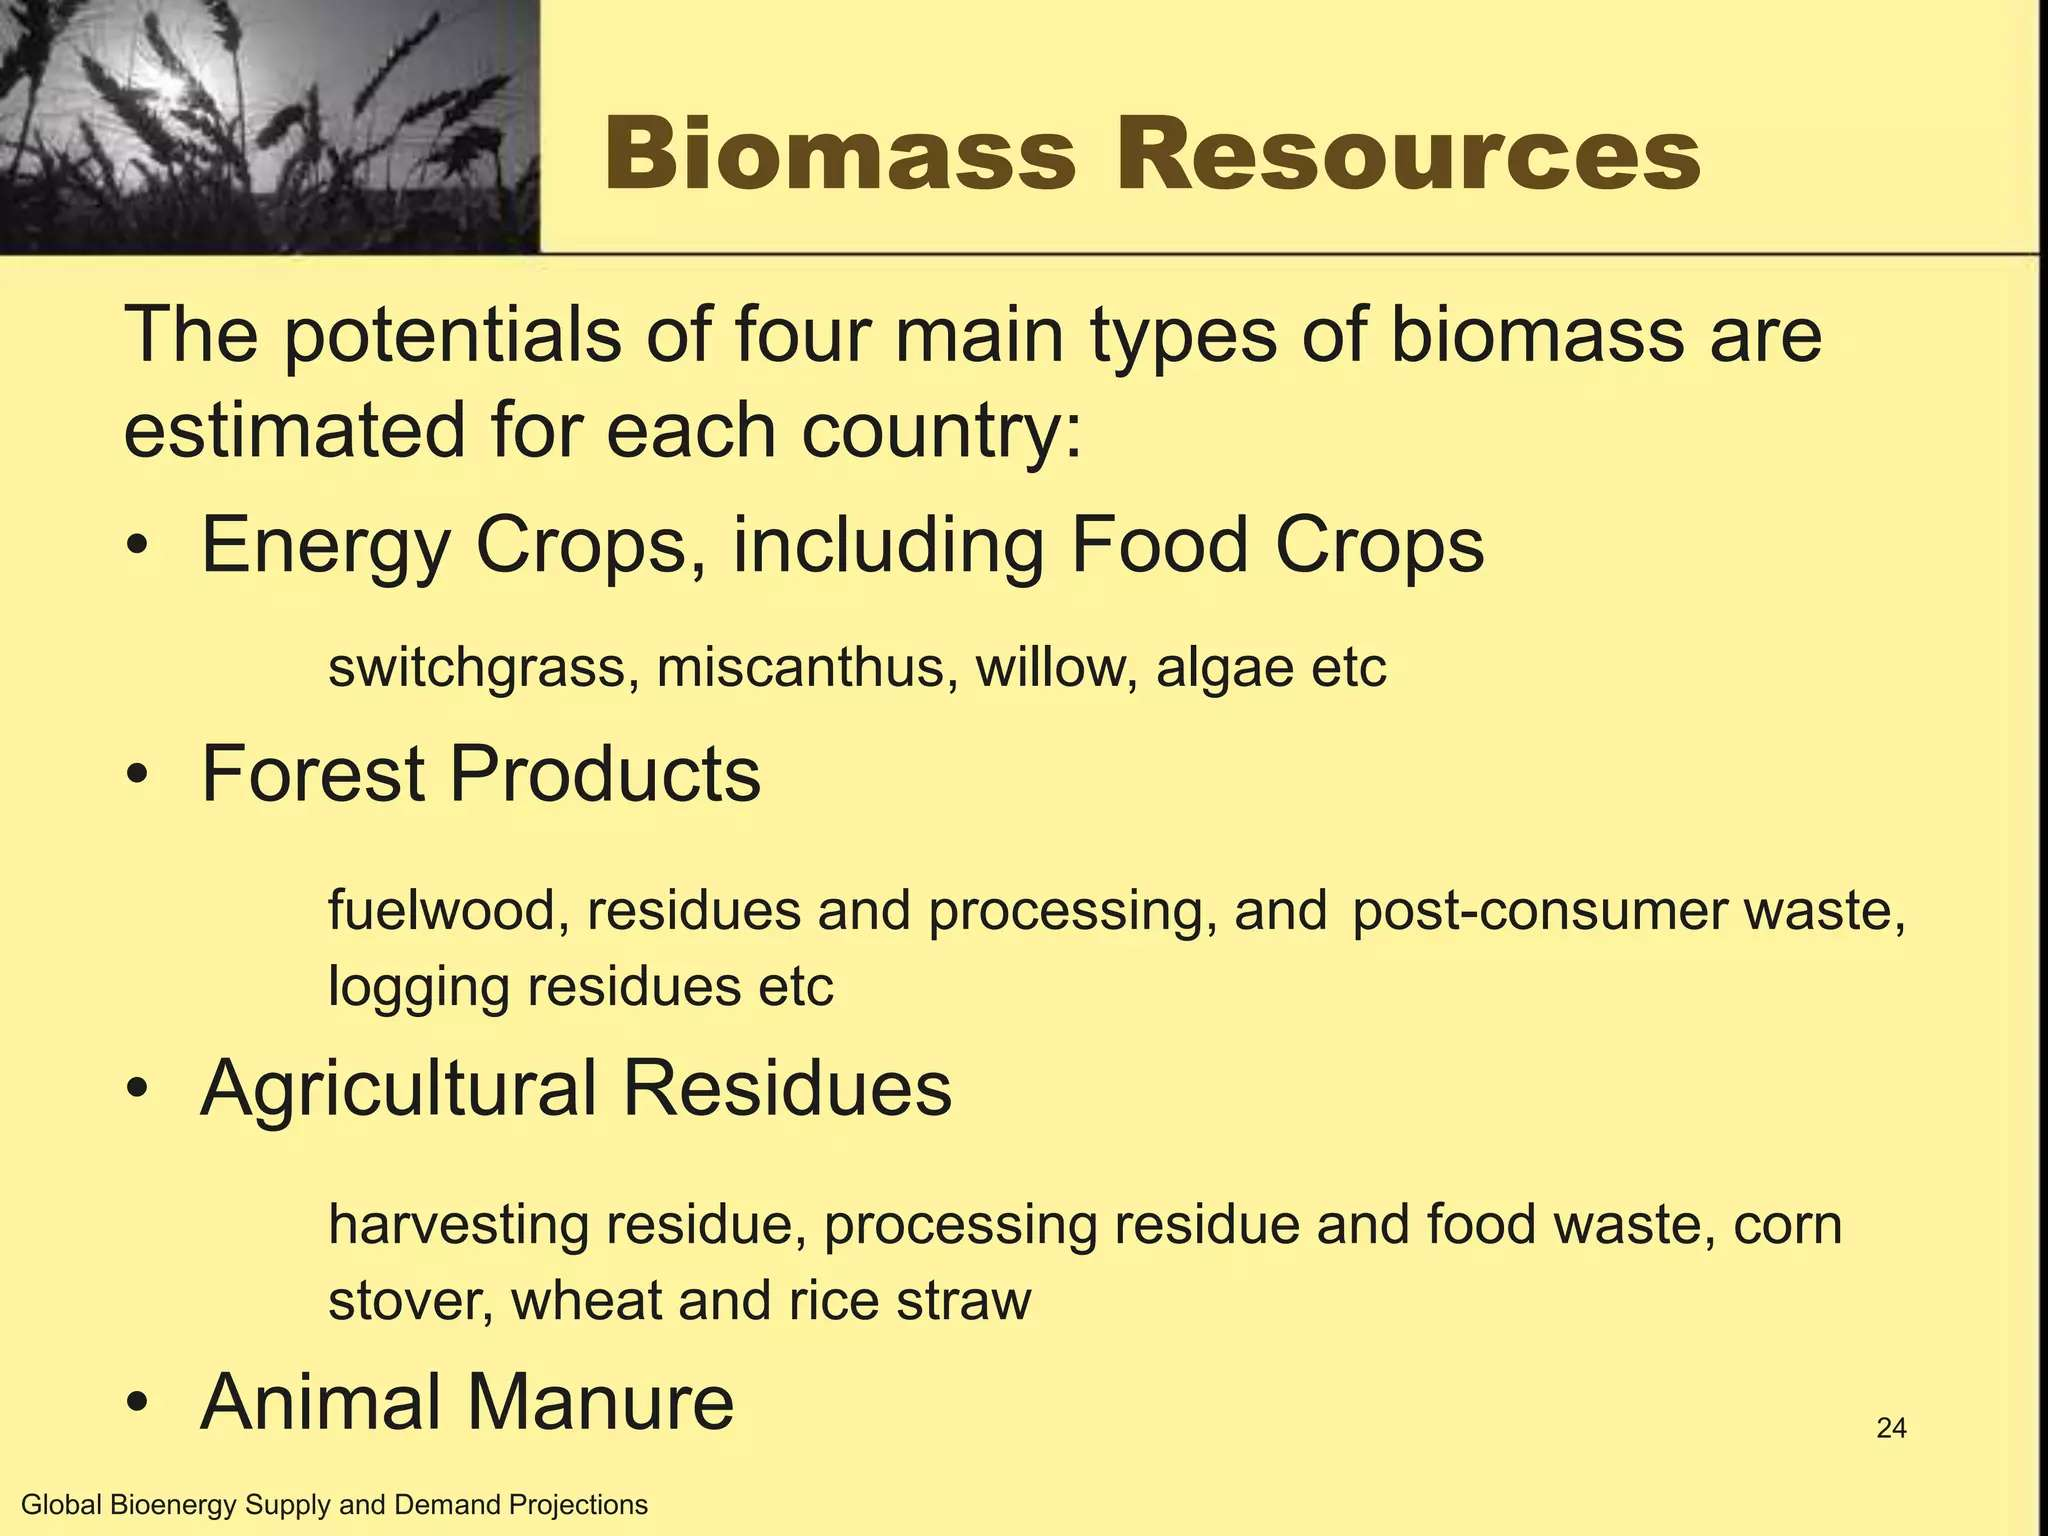 Biomass Resources
The potentials of four main types of biomass are
estimated for each country:
• Energy Crops, including Food Crops
switchgrass, miscanthus, willow, algae etc
• Forest Products
fuelwood, residues and processing, and post-consumer waste,
logging residues etc
• Agricultural Residues
harvesting residue, processing residue and food waste, corn
stover, wheat and rice straw
• Animal Manure
24
Global Bioenergy Supply and Demand Projections